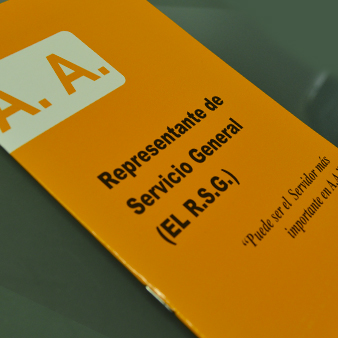 A. A.
Representante de
Servicio General
(EL R.S.G.)
“Puede ser el Servidor más
importante en A.A.